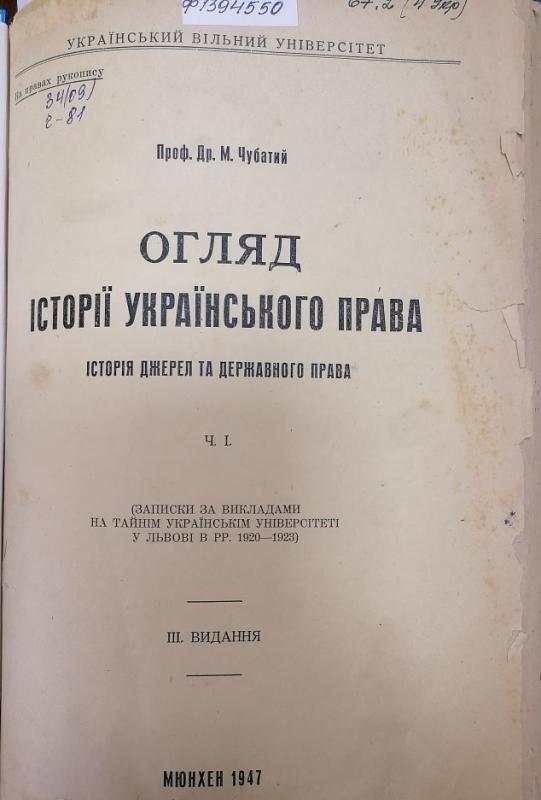 Ф1394550
67.2 (4 Укр)
УКРАЇНСЬКИЙ ВІЛЬНИЙ УНІВЕРСІТЕТ
На правах рукопису
34(09)
Ч-81
Проф. Др. М. Чубатий
ОГЛЯД
ІСТОРІЇ УКРАЇНСЬКОГО ПРАВА
ІСТОРІЯ ДЖЕРЕЛ ТА ДЕРЖАВНОГО ПРАВА
Ч. І.
(ЗАПИСКИ ЗА ВИКЛАДАМИ
НА ТАЙНІМ УКРАЇНСЬКІМ УНІВЕРСІТЕТІ
У ЛЬВОВІ В РР. 1920—1923)
ІІІ. ВИДАННЯ
МЮНХЕН 1947